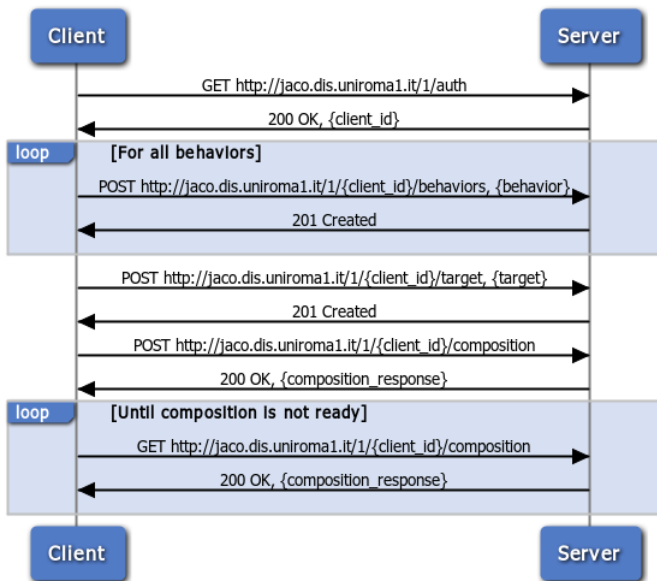 Client Server
GET http://jaco.dis.uniroma1.it/1/auth
200 OK, {client_id}
loop [For all behaviors]
POST http://jaco.dis.uniroma1.it/1/{client_id}/behaviors, {behavior}
201 Created
POST http://jaco.dis.uniroma1.it/1/{client_id}/target, {target}
201 Created
POST http://jaco.dis.uniroma1.it/1/{client_id}/composition
200 OK, {composition_response}
loop [Until composition is not ready]
GET http://jaco.dis.uniroma1.it/1/{client_id}/composition
200 OK, {composition_response}
Client Server